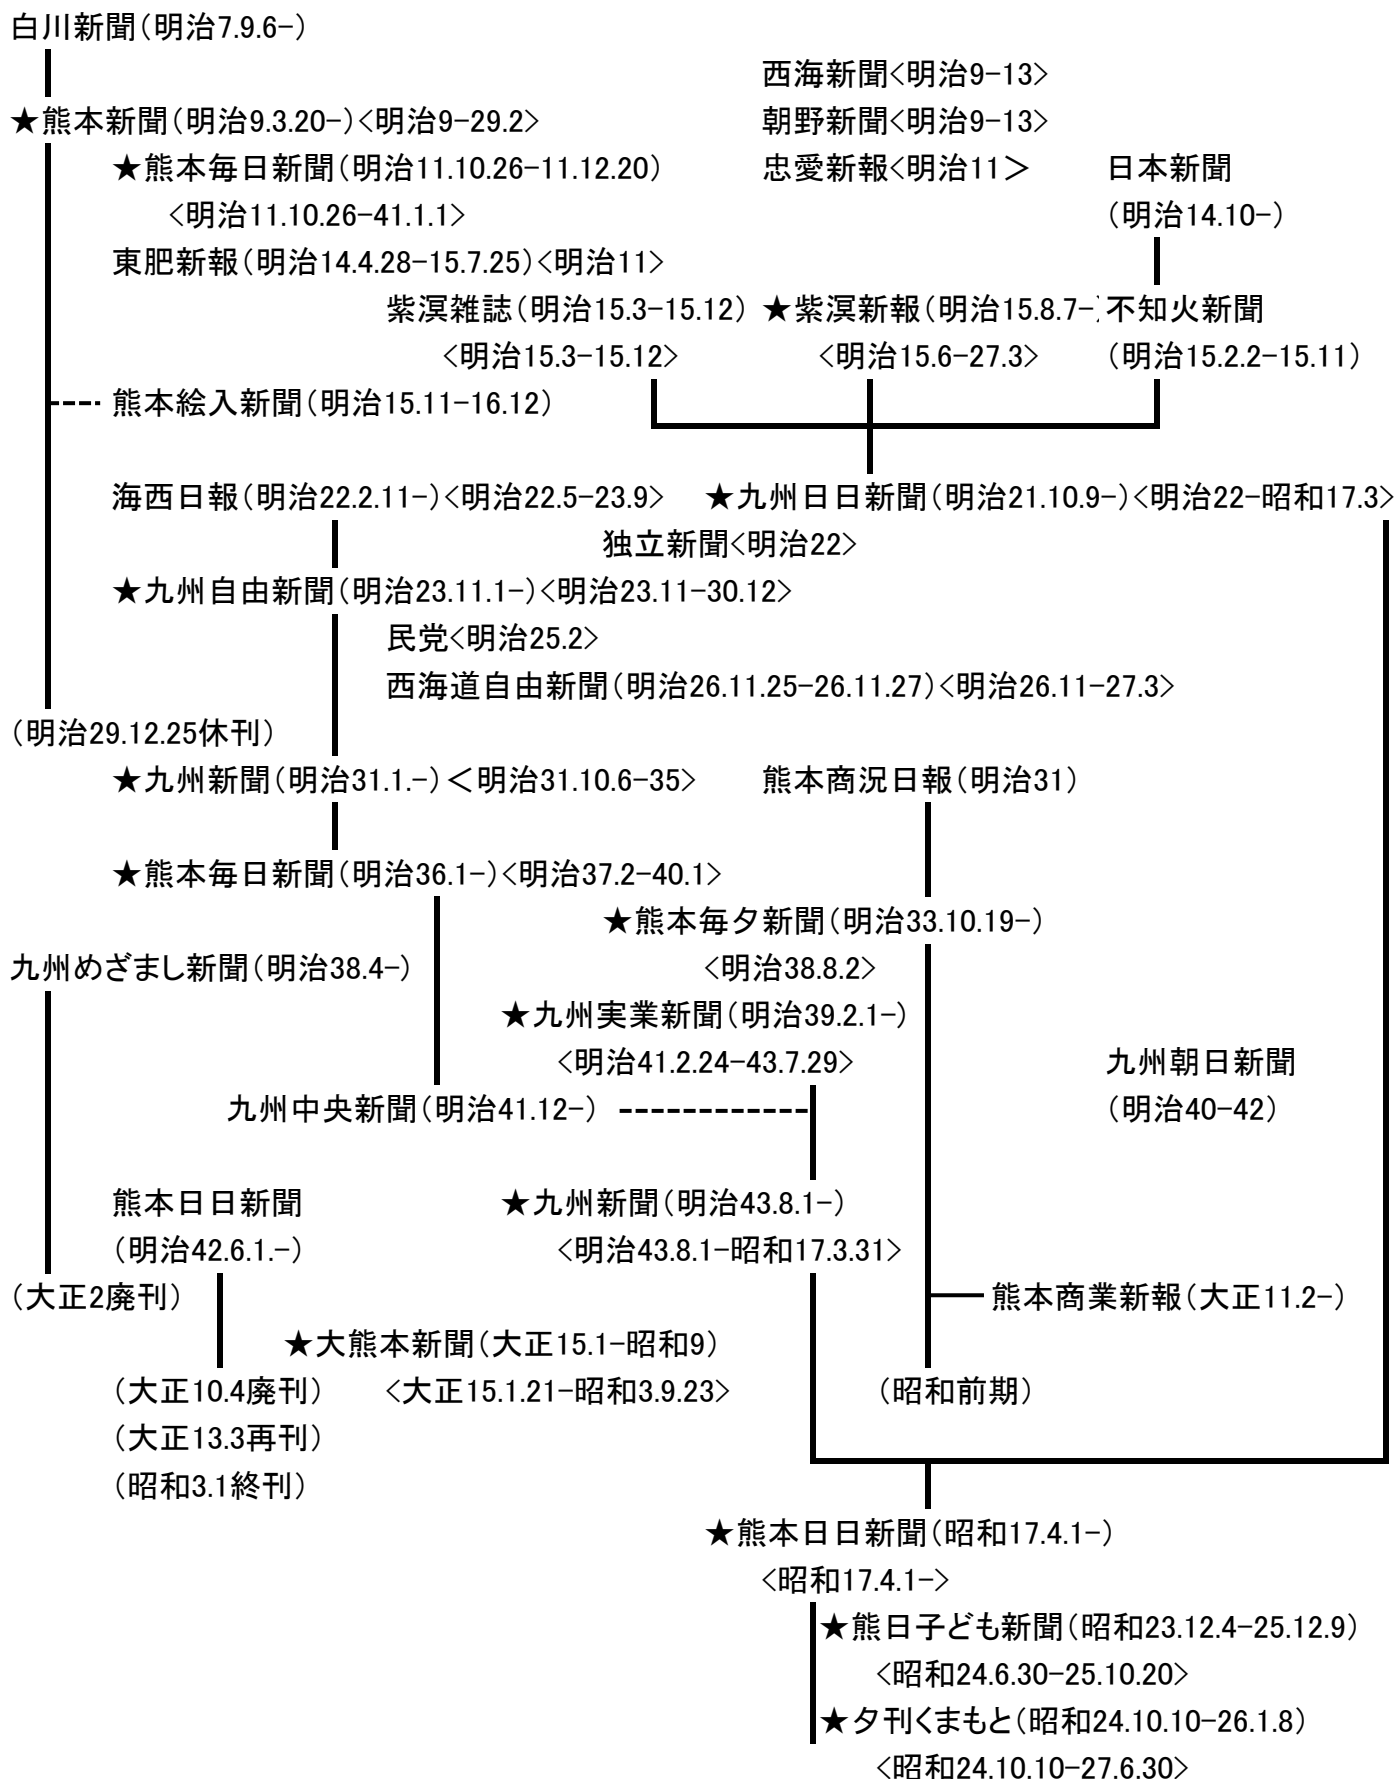 白川新聞(明治7.9.6-)
西海新聞<明治9-13>
★熊本新聞(明治9.3.20-)<明治9-29.2>
朝野新聞<明治9-13>
★熊本毎日新聞(明治11.10.26-11.12.20)
忠愛新報<明治11>
日本新聞
<明治11.10.26-41.1.1>
(明治14.10-)
東肥新報(明治14.4.28-15.7.25)<明治11>
紫溟雑誌(明治15.3-15.12)
★紫溟新報(明治15.8.7-)
不知火新聞
<明治15.3-15.12>
<明治15.6-27.3>
(明治15.2.2-15.11)
熊本絵入新聞(明治15.11-16.12)
海西日報(明治22.2.11-)<明治22.5-23.9>
★九州日日新聞(明治21.10.9-)<明治22-昭和17.3>
独立新聞<明治22>
★九州自由新聞(明治23.11.1-)<明治23.11-30.12>
民党<明治25.2>
西海道自由新聞(明治26.11.25-26.11.27)<明治26.11-27.3>
(明治29.12.25休刊)
★九州新聞(明治31.1.-)<明治31.10.6-35>
熊本商況日報(明治31)
★熊本毎日新聞(明治36.1-)<明治37.2-40.1>
★熊本毎夕新聞(明治33.10.19-)
九州めざまし新聞(明治38.4-)
<明治38.8.2>
★九州実業新聞(明治39.2.1-)
<明治41.2.24-43.7.29>
九州朝日新聞
九州中央新聞(明治41.12-)
(明治40-42)
熊本日日新聞
★九州新聞(明治43.8.1-)
(明治42.6.1.-)
<明治43.8.1-昭和17.3.31>
(大正2廃刊)
熊本商業新報(大正11.2-)
★大熊本新聞(大正15.1-昭和9)
(大正10.4廃刊)
<大正15.1.21-昭和3.9.23>
(昭和前期)
(大正13.3再刊)
(昭和3.1終刊)
★熊本日日新聞(昭和17.4.1-)
<昭和17.4.1->
★熊日子ども新聞(昭和23.12.4-25.12.9)
<昭和24.6.30-25.10.20>
★夕刊くまもと(昭和24.10.10-26.1.8)
<昭和24.10.10-27.6.30>